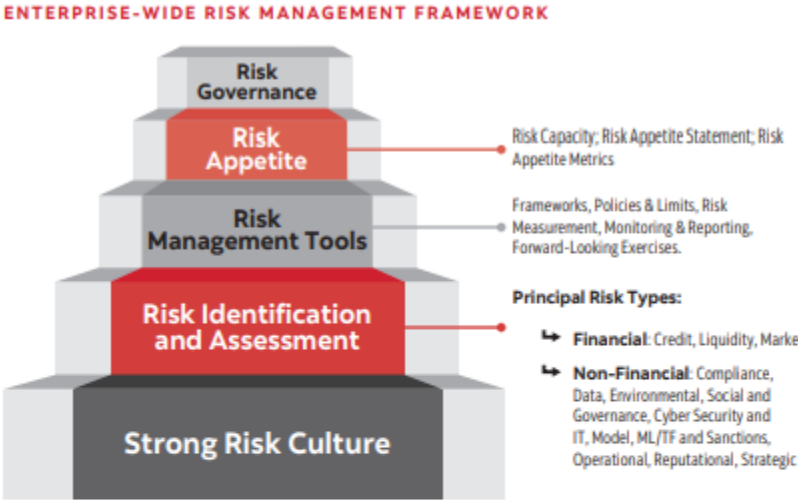 ENTERPRISE-WIDE RISK MANAGEMENT FRAMEWORK
Risk
Governance
Risk
Appetite
Risk Capacity; Risk Appetite Statement; Risk
Appetite Metrics
Risk
Management Tools
Frameworks, Policies & Limits, Risk
Measurement, Monitoring & Reporting,
Forward-Looking Exercises.
Risk Identification
and Assessment
Principal Risk Types:
Financial: Credit, Liquidity, Marke
Non-Financial: Compliance,
Data, Environmental, Social and
Governance, Cyber Security and
IT, Model, ML/TF and Sanctions,
Operational, Reputational, Strategic
Strong Risk Culture